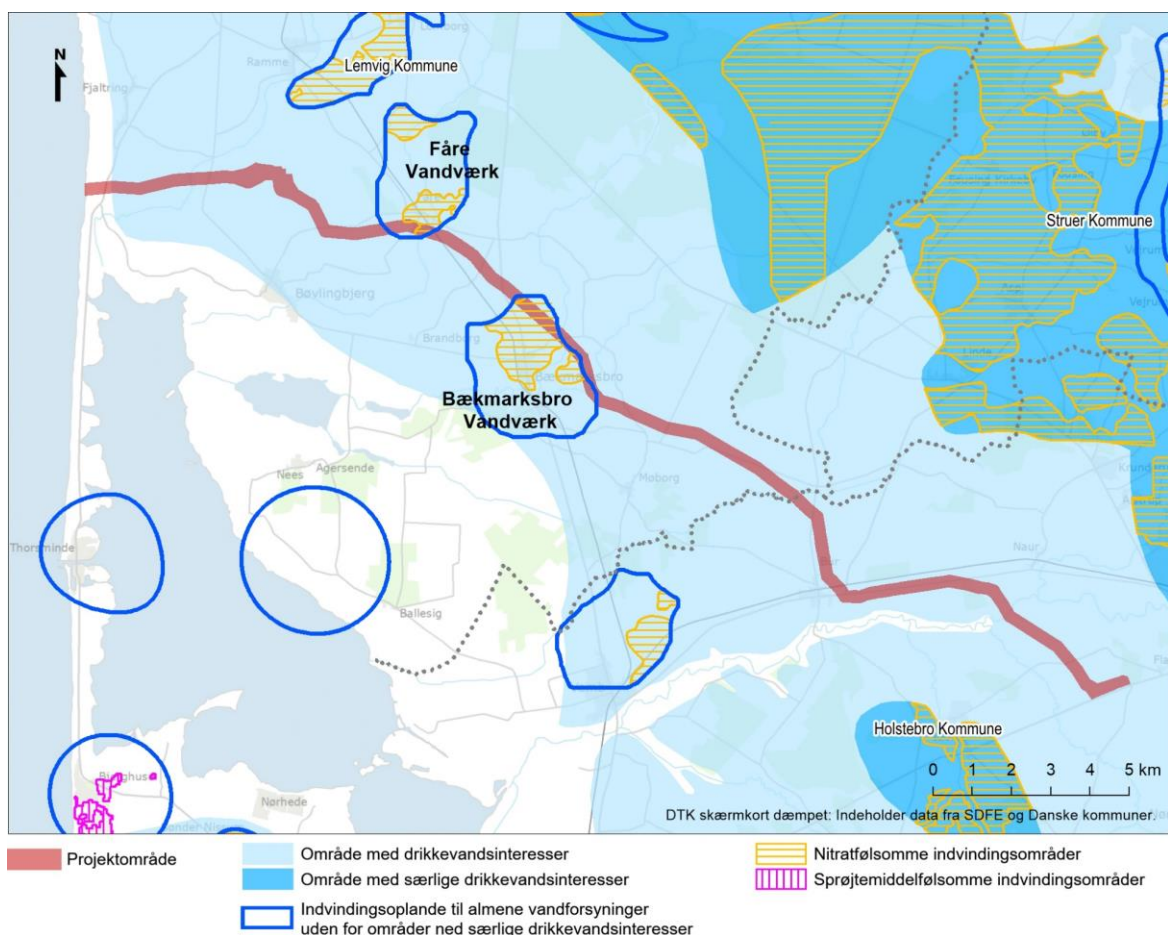 Lemvig Kommune
Ramme
N
Fjaltring
Fåre
Vandværk
Struer Kommune
Bøvlingbjerg
Brandborg
Linde
Bækmarksbro
Vandværk
Nees
Agersende
Møborg
Thorsminde
Naur
Ballesig
Holstebro Kommune
0 1 2 3 4 5 km
Nørhede
DTK skærmkort dæmpet: Indeholder data fra SDFE og Danske kommuner.
Projektområde
Område med drikkevandsinteresser
Område med særlige drikkevandsinteresser
Indvindingsoplande til almene vandforsyninger
uden for områder ned særlige drikkevandsinteresser
Nitratfølsomme indvindingsområder
Sprøjtemiddelfølsomme indvindingsområder